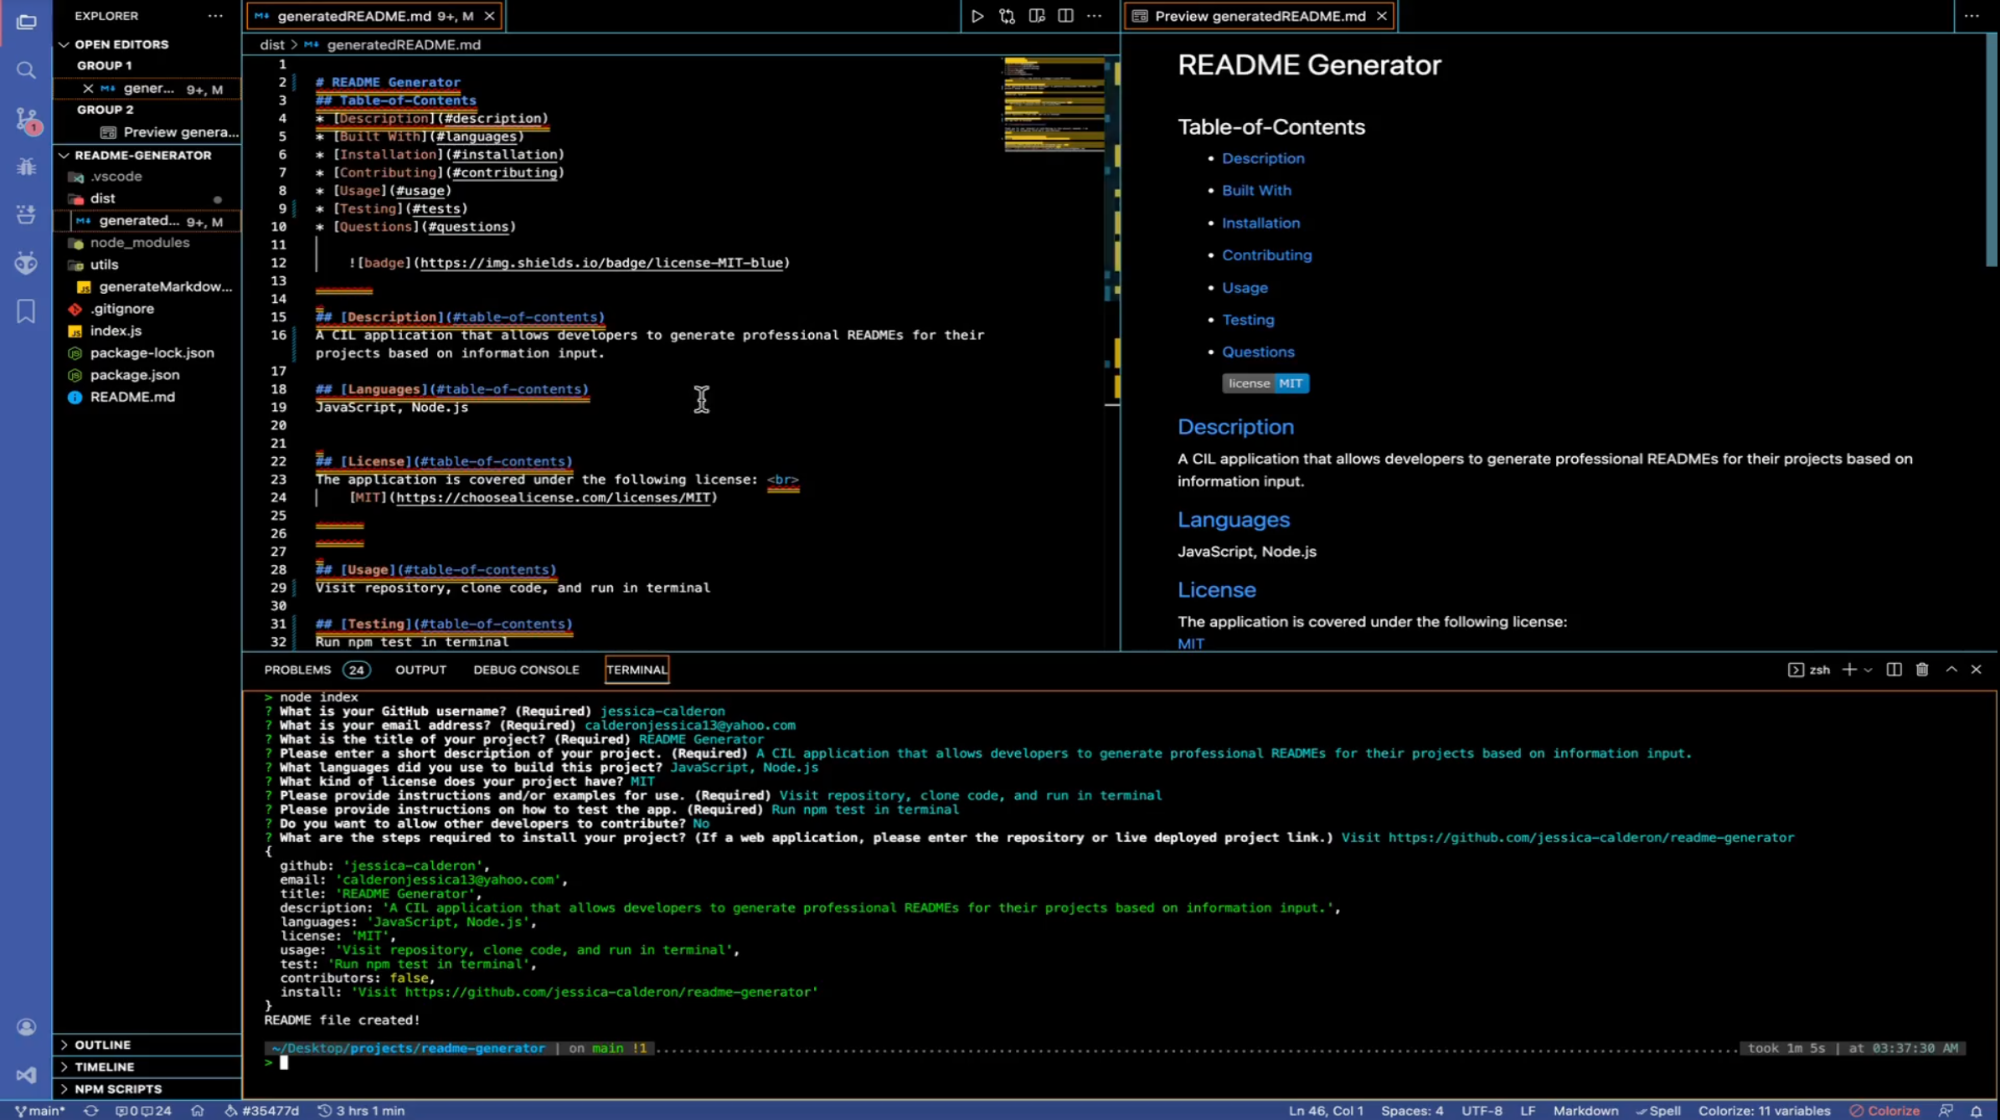 EXPLORER
OPEN EDITORS
GROUP 1
gener... 9+, M
GROUP 2
Preview genera...
README-GENERATOR
.vscode
dist
generated... 9+, M
node_modules
utils
generateMarkdow...
.gitignore
index.js
package-lock.json
package.json
README.md
OUTLINE
TIMELINE
NPM SCRIPTS
generatedREADME.md 9+, M
dist > generatedREADME.md
1
2 # README Generator
3 ## Table-of-Contents
4 * [Description](#description)
5 * [Built With](#languages)
6 * [Installation](#installation)
7 * [Contributing](#contributing)
8 * [Usage](#usage)
9 * [Testing](#tests)
10 * [Questions](#questions)
11
12 ![badge](https://img.shields.io/badge/license-MIT-blue)
13
14
15 ## [Description](#table-of-contents)
16 A CIL application that allows developers to generate professional READMEs for their
projects based on information input.
17
18 ## [Languages](#table-of-contents)
19 JavaScript, Node.js
20
21
22 ## [License](#table-of-contents)
23 The application is covered under the following license: <br>
24 [MIT](https://choosealicense.com/licenses/MIT)
25
26
27
28 ## [Usage](#table-of-contents)
29 Visit repository, clone code, and run in terminal
30
31 ## [Testing](#table-of-contents)
32 Run npm test in terminal
Preview generatedREADME.md
README Generator
Table-of-Contents
• Description
• Built With
• Installation
• Contributing
• Usage
• Testing
• Questions
license MIT
Description
A CIL application that allows developers to generate professional READMEs for their projects based on
information input.
Languages
JavaScript, Node.js
License
The application is covered under the following license:
MIT
PROBLEMS 24 OUTPUT DEBUG CONSOLE TERMINAL zsh
> node index
? What is your GitHub username? (Required) jessica-calderon
? What is your email address? (Required) calderonjessica13@yahoo.com
? What is the title of your project? (Required) README Generator
? Please enter a short description of your project. (Required) A CIL application that allows developers to generate professional READMEs for their projects based on information input.
? What languages did you use to build this project? JavaScript, Node.js
? What kind of license does your project have? MIT
? Please provide instructions and/or examples for use. (Required) Visit repository, clone code, and run in terminal
? Please provide instructions on how to test the app. (Required) Run npm test in terminal
? Do you want to allow other developers to contribute? No
? What are the steps required to install your project? (If a web application, please enter the repository or live deployed project link.) Visit https://github.com/jessica-calderon/readme-generator
{
github: 'jessica-calderon',
email: 'calderonjessica13@yahoo.com',
title: 'README Generator',
description: 'A CIL application that allows developers to generate professional READMEs for their projects based on information input.',
languages: 'JavaScript, Node.js',
license: 'MIT',
usage: 'Visit repository, clone code, and run in terminal',
test: 'Run npm test in terminal',
contributors: false,
install: 'Visit https://github.com/jessica-calderon/readme-generator'
}
README file created!
~/Desktop/projects/readme-generator | on main !1 took 1m 5s | at 03:37:30 AM
>
main* 0 24 #35477d 3 hrs 1 min Ln 46, Col 1 Spaces: 4 UTF-8 LF Markdown Spell Colorize: 11 variables Colorize